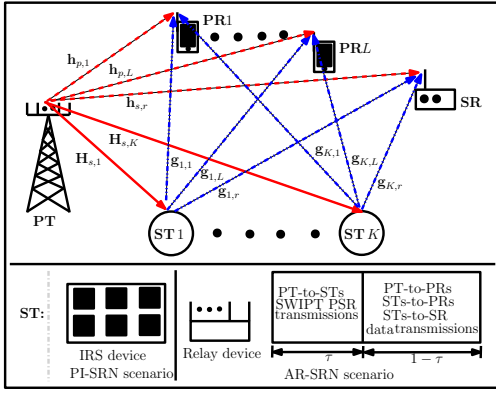 PR1
PRL
h_{p,1}
h_{p,L}
h_{s,r}
SR
H_{s,K}
H_{s,1}
g_{1,1}
g_{1,L}
g_{1,r}
g_{K,1}
g_{K,L}
g_{K,r}
PT
ST 1
ST K
ST:
IRS device
PI-SRN scenario
Relay device
PT-to-STs
SWIPT PSR
transmissions
PT-to-PRs
STs-to-PRs
STs-to-SR
data transmissions
τ
1 − τ
AR-SRN scenario